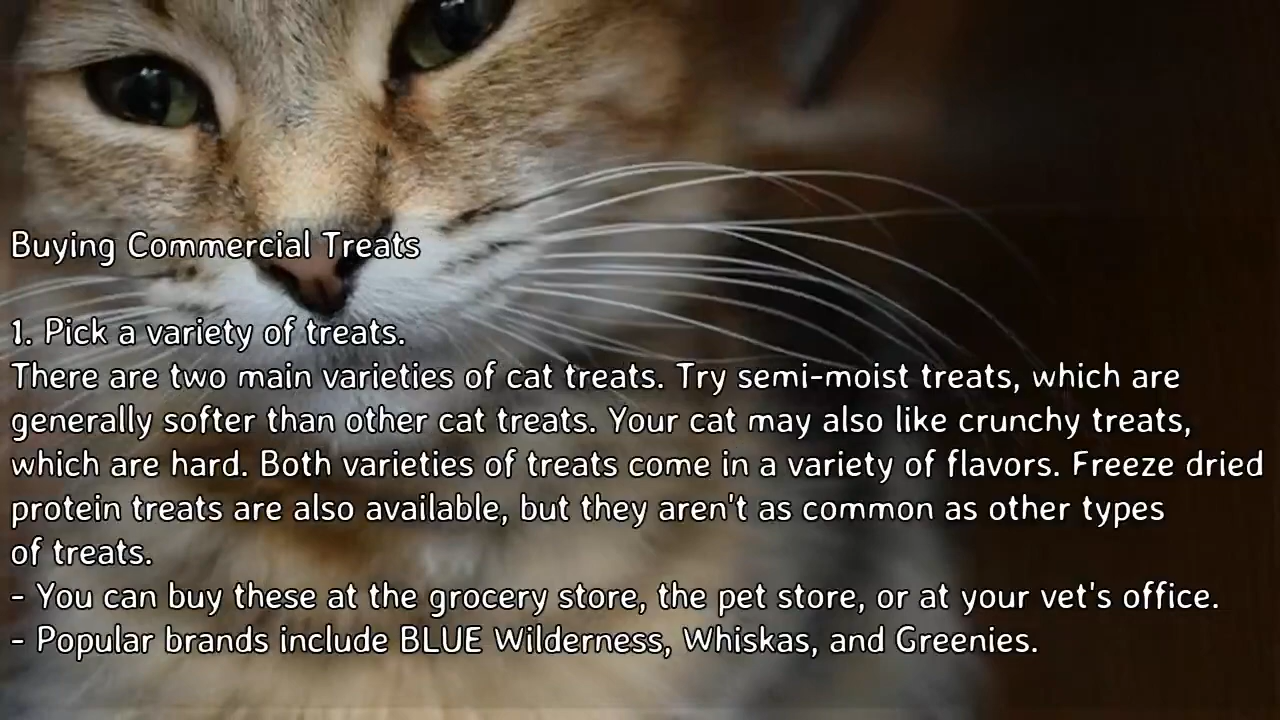 Buying Commercial Treats
1. Pick a variety of treats.
There are two main varieties of cat treats. Try semi-moist treats, which are
generally softer than other cat treats. Your cat may also like crunchy treats,
which are hard. Both varieties of treats come in a variety of flavors. Freeze dried
protein treats are also available, but they aren't as common as other types
of treats.
- You can buy these at the grocery store, the pet store, or at your vet's office.
- Popular brands include BLUE Wilderness, Whiskas, and Greenies.